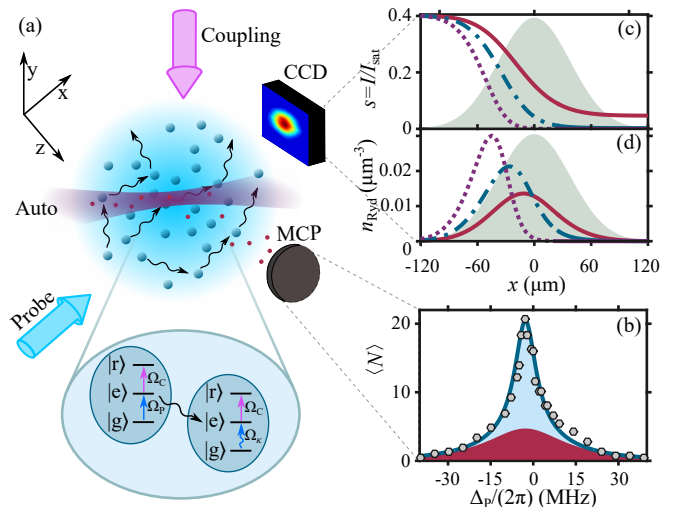 (a)
Coupling
CCD
y
x
z
Auto
MCP
Probe
|r⟩
|e⟩
|g⟩
Ω_C
Ω_P
|r⟩
|e⟩
|g⟩
Ω_C
Ω_κ
(c)
s=I/I_sat
0.4
0.2
0
(d)
n_Ryd (μm⁻³)
0.02
0.01
0
-120 -60 0 60 120
x (μm)
(b)
⟨N⟩
20
10
0
-30 -15 0 15 30
Δ_P/(2π) (MHz)